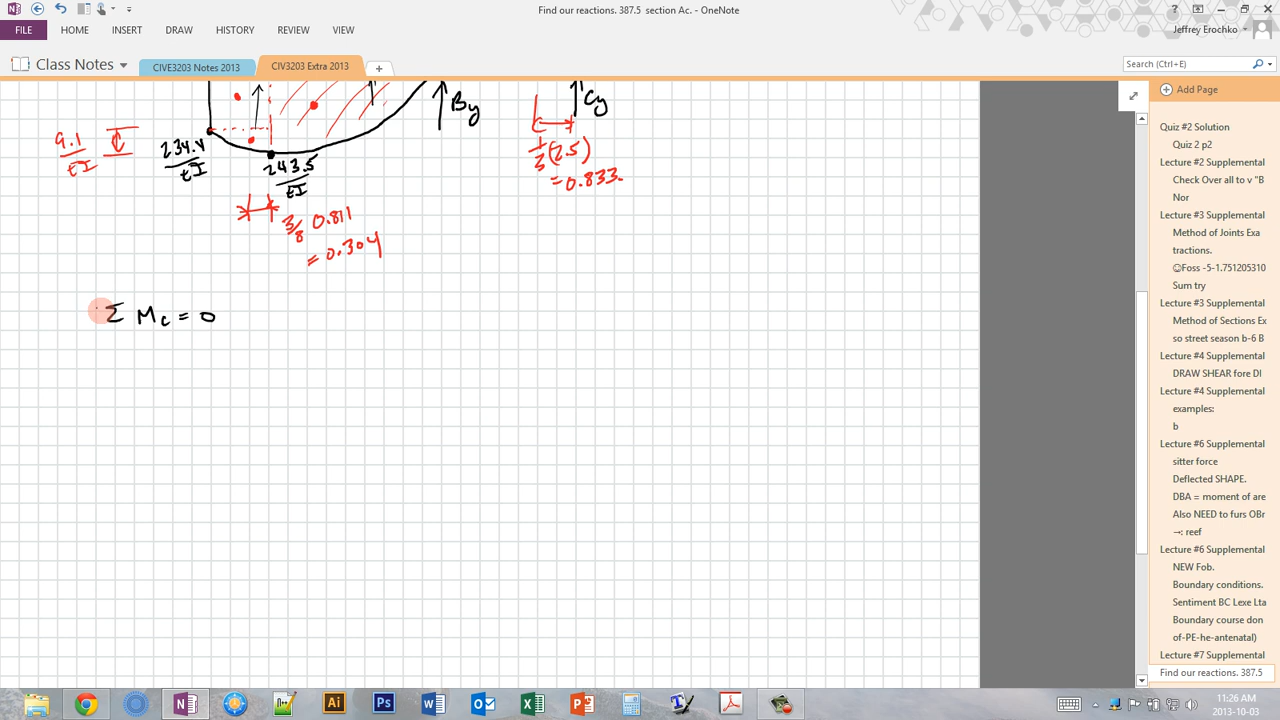 Find our reactions. 387.5 section Ac. - OneNote
FILE HOME INSERT DRAW HISTORY REVIEW VIEW
Jeffrey Erochko
Class Notes
CIVE3203 Notes 2013
CIV3203 Extra 2013
Search (Ctrl+E)
Add Page
Quiz #2 Solution
Quiz 2 p2
Lecture #2 Supplemental
Check Over all to v "B
Nor
Lecture #3 Supplemental
Method of Joints Exa
tractions.
☺Foss -5-1.751205310
Sum try
Lecture #3 Supplemental
Method of Sections Ex
so street season b-6 B
Lecture #4 Supplemental
DRAW SHEAR fore DI
Lecture #4 Supplemental
examples:
b
Lecture #6 Supplemental
sitter force
Deflected SHAPE.
DBA = moment of are
Also NEED to furs OBr
→: reef
Lecture #6 Supplemental
NEW Fob.
Boundary conditions.
Sentiment BC Lexe Lta
Boundary course don
of-PE-he-antenatal)
Lecture #7 Supplemental
Find our reactions. 387.5
By
Cy
9.1
EI
234.4
EI
243.5
EI
1/3 (2.5)
= 0.833
3/8 0.811
= 0.304
Σ Mc = 0
11:26 AM
2013-10-03